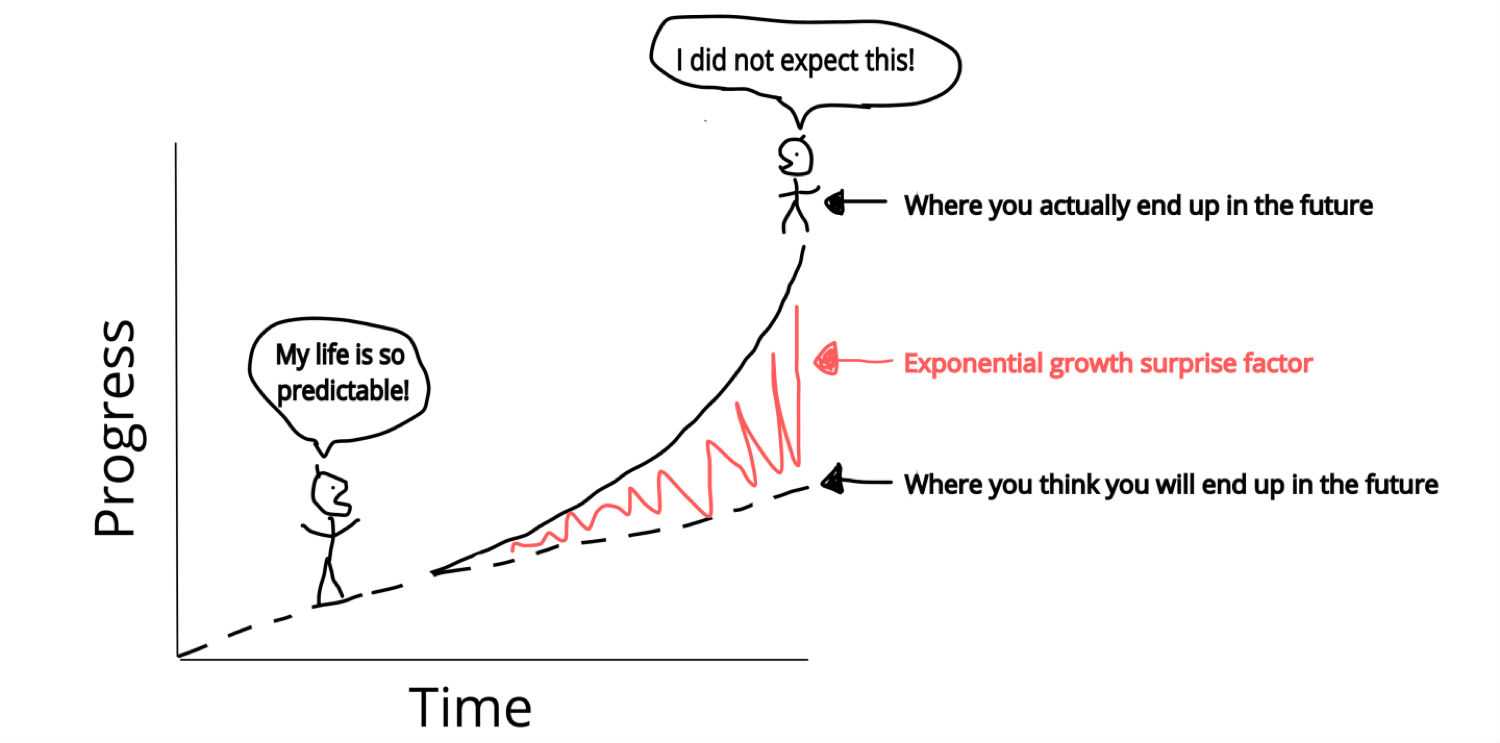 I did not expect this!
Where you actually end up in the future
My life is so
predictable!
Exponential growth surprise factor
Where you think you will end up in the future
Progress
Time